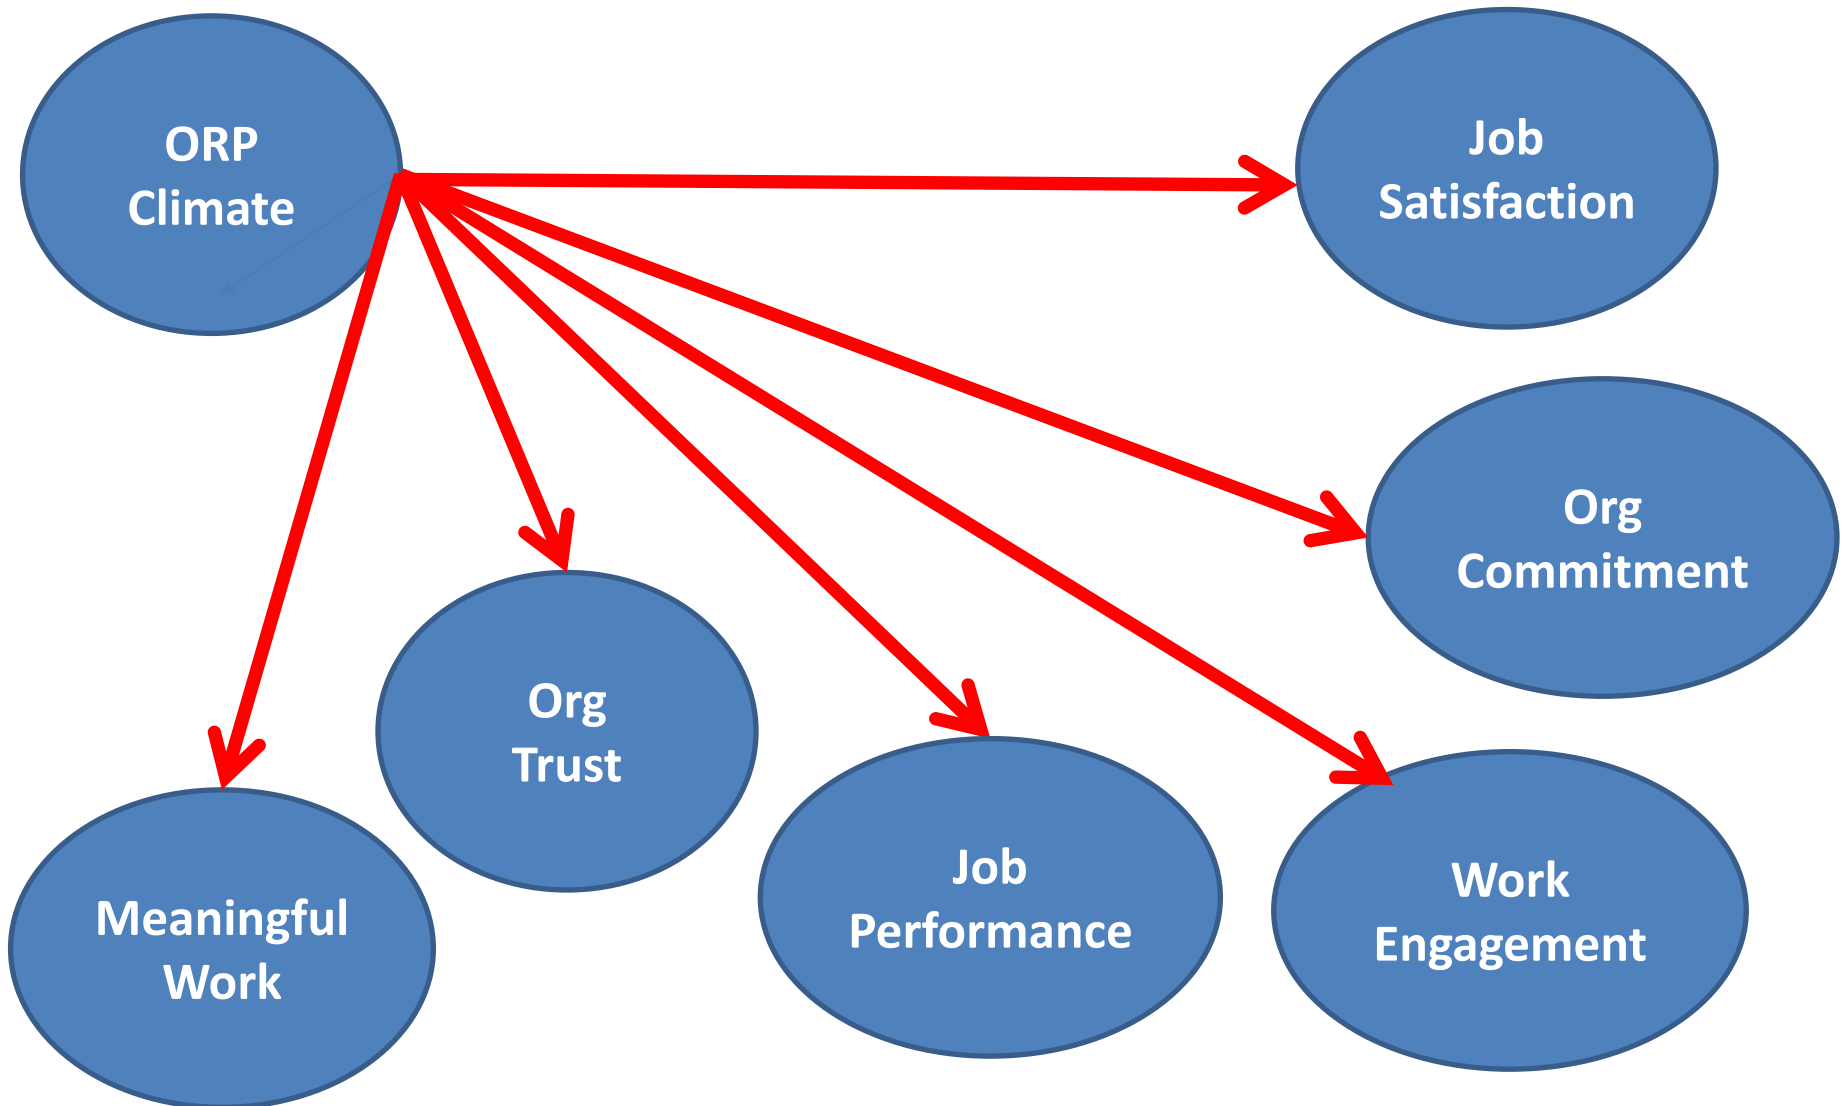 ORP
Climate
Job
Satisfaction
Org
Commitment
Org
Trust
Job
Performance
Work
Engagement
Meaningful
Work